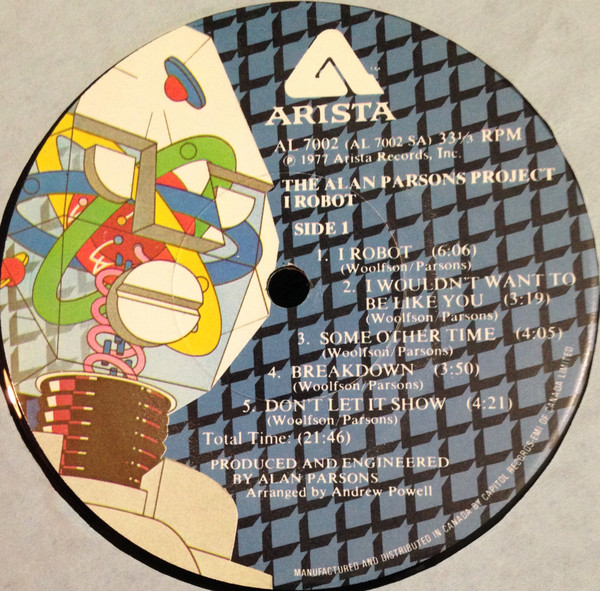 ARISTA
AL 7002 (AL 7002-SA) 33⅓ RPM
℗ 1977 Arista Records, Inc.
THE ALAN PARSONS PROJECT
I ROBOT
SIDE 1
1. I ROBOT (6:06)
(Woolfson/Parsons)
2. I WOULDN'T WANT TO
BE LIKE YOU (3:19)
(Woolfson/Parsons)
3. SOME OTHER TIME (4:05)
(Woolfson/Parsons)
4. BREAKDOWN (3:50)
(Woolfson/Parsons)
5. DON'T LET IT SHOW (4:21)
(Woolfson/Parsons)
Total Time: (21:46)
PRODUCED AND ENGINEERED
BY ALAN PARSONS
Arranged by Andrew Powell
MANUFACTURED AND DISTRIBUTED IN CANADA BY CAPITOL RECORDS-EMI OF CANADA LIMITED